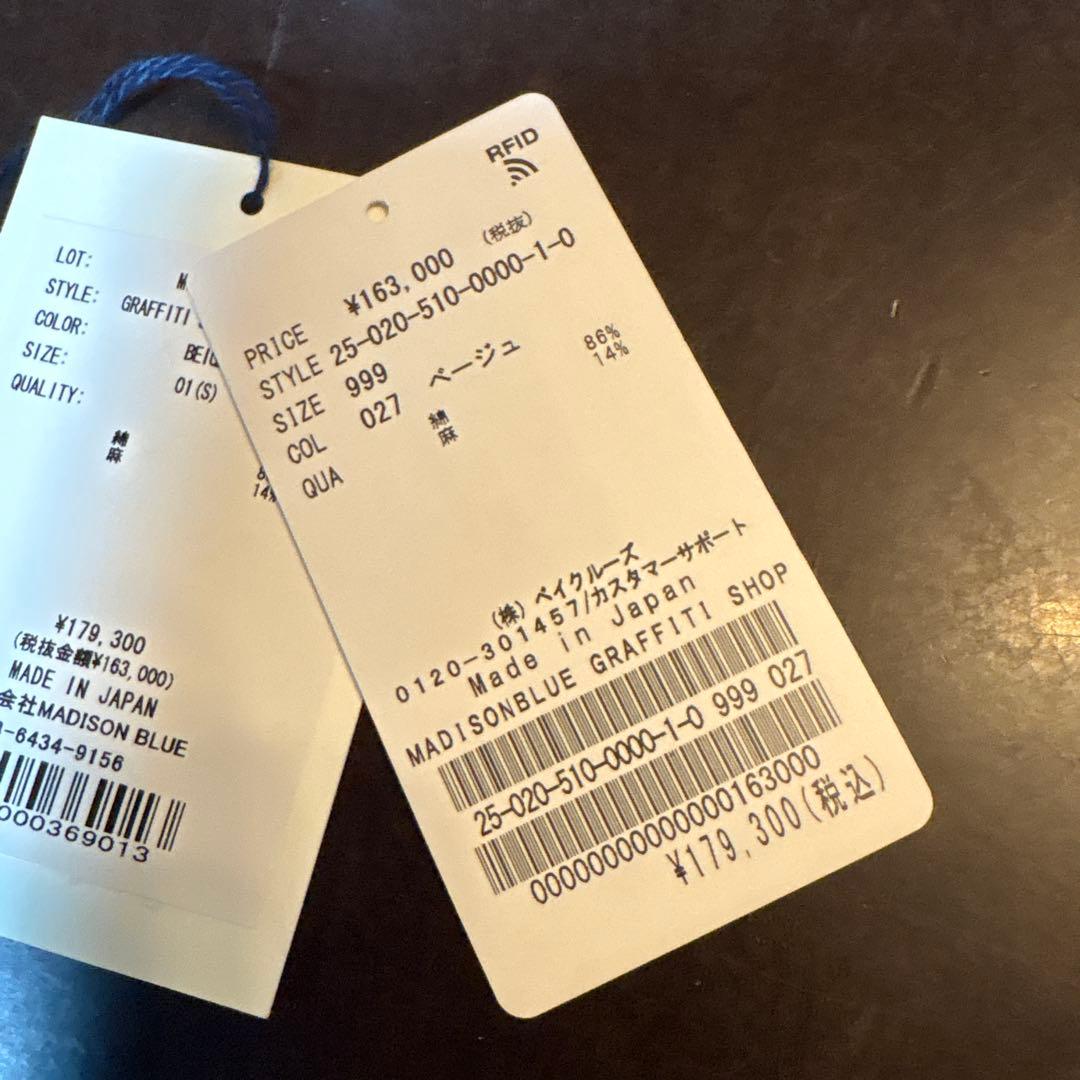 LOT:
STYLE: GRAFFITI
COLOR:
SIZE: 01(S)
QUALITY:
綿
麻 14%
¥179,300
(税抜金額¥163,000)
MADE IN JAPAN
会社MADISON BLUE
-6434-9156
000369013
RFID
(税抜)
PRICE ¥163,000
STYLE 25-020-510-0000-1-0
SIZE 999
COL 027 ベージュ
QUA 綿 86%
麻 14%
(株) ベイクルーズ
0120-301457/カスタマーサポート
Made in Japan
MADISONBLUE GRAFFITI SHOP
25-020-510-0000-1-0 999 027
0000000000000163000
¥179,300(税込)